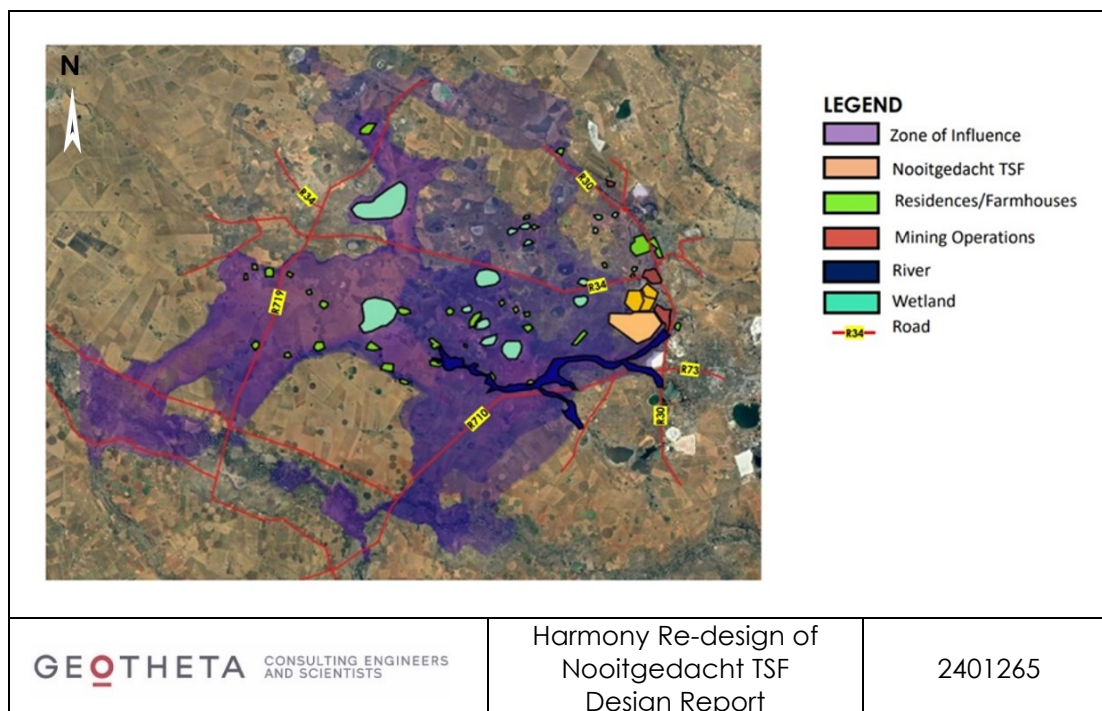 N
R34
R30
R34
R719
R710
R73
R30
LEGEND
Zone of Influence
Nooitgedacht TSF
Residences/Farmhouses
Mining Operations
River
Wetland
R34 Road
GEOTHETA CONSULTING ENGINEERS
AND SCIENTISTS
Harmony Re-design of
Nooitgedacht TSF
Design Report
2401265